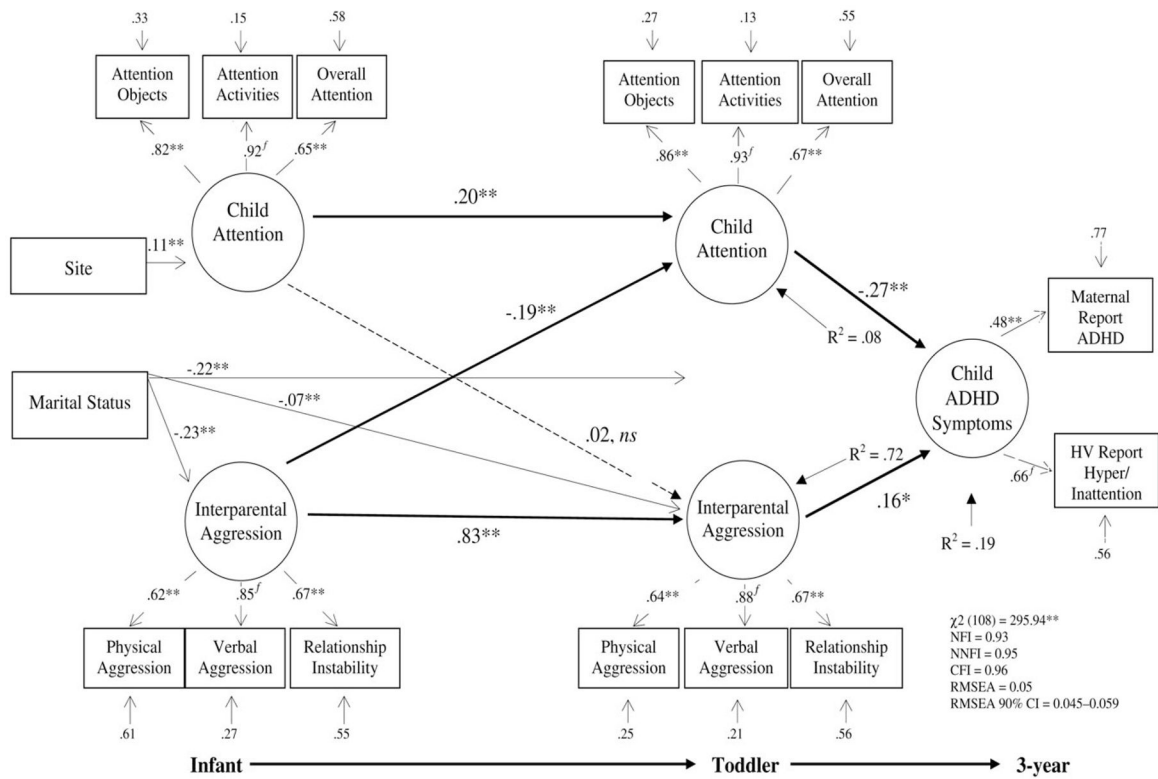 .33 .15 .58 .27 .13 .55
Attention Objects
Attention Activities
Overall Attention
Attention Objects
Attention Activities
Overall Attention
.82** .92f .65** .86** .93f .67**
Child
Attention
.20**
Child
Attention
.11**
Site
.77
Maternal
Report
ADHD
-.19**
-.27**
.48**
R2 = .08
Marital Status
-.22**
-.07**
-.23**
.02, ns
Child
ADHD
Symptoms
R2 = .72
HV Report
Hyper/
Inattention
.66f
Interparental
Aggression
.83**
Interparental
Aggression
.16*
R2 = .19
.56
.62** .85f .67** .64** .88f .67**
Physical
Aggression
Verbal
Aggression
Relationship
Instability
Physical
Aggression
Verbal
Aggression
Relationship
Instability
.61 .27 .55 .25 .21 .56
χ2 (108) = 295.94**
NFI = 0.93
NNFI = 0.95
CFI = 0.96
RMSEA = 0.05
RMSEA 90% CI = 0.045–0.059
Infant Toddler 3-year